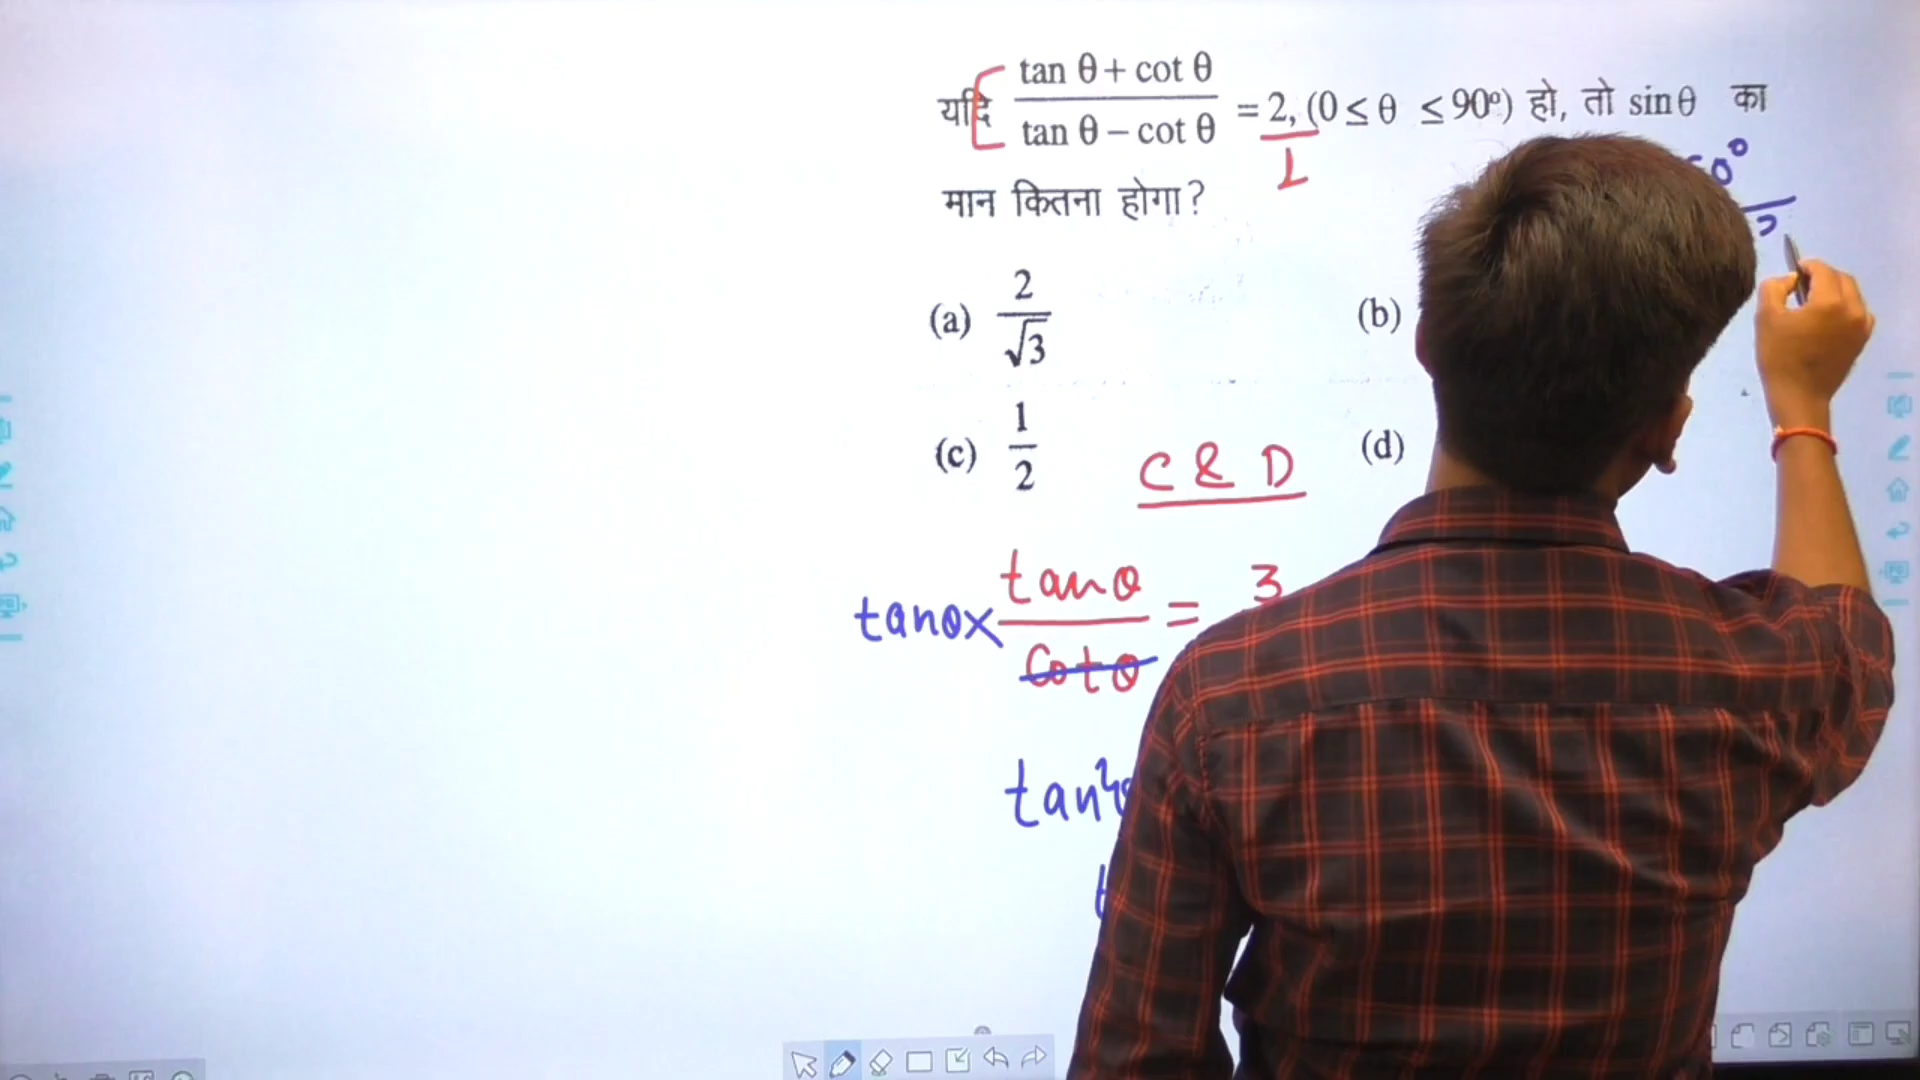 यदि tan θ + cot θ / tan θ − cot θ = 2, (0 ≤ θ ≤ 90°) हो, तो sin θ का
1
मान कितना होगा?
(a) 2/√3
(b)
(c) 1/2
(d)
C & D
tanθ × tanθ / cotθ = 3
tan²